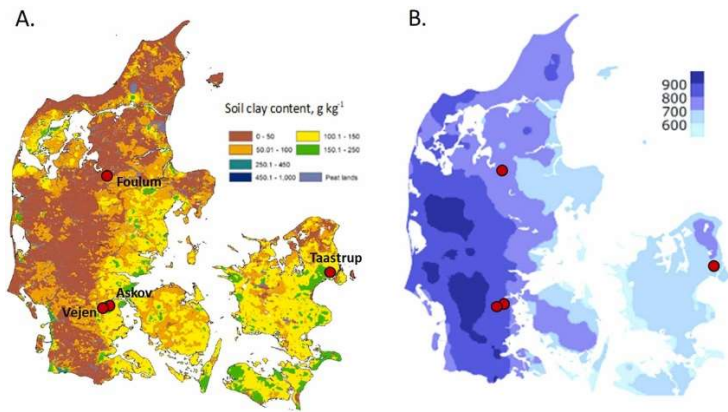 A.
B.
Soil clay content, g kg⁻¹
0 - 50
50.01 - 100
250.1 - 450
450.1 - 1,000
100.1 - 150
150.1 - 250
Peat lands
Foulum
Taastrup
Askov
Vejen
900
800
700
600